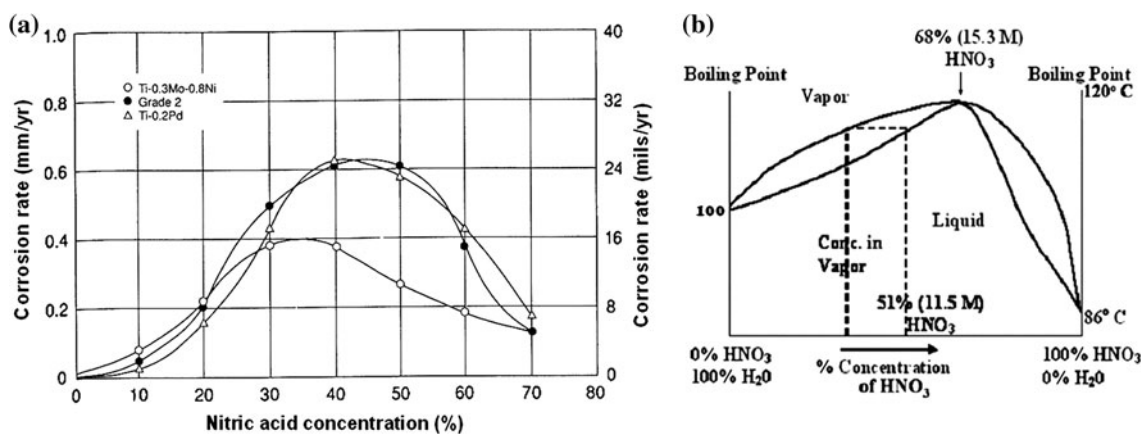 (a)
1.0
0.8
0.6
0.4
0.2
0
Corrosion rate (mm/yr)
Ti-0.3Mo-0.8Ni
Grade 2
Ti-0.2Pd
40
32
24
16
8
0
Corrosion rate (mils/yr)
0 10 20 30 40 50 60 70 80
Nitric acid concentration (%)
(b)
68% (15.3 M)
HNO3
Boiling Point
Boiling Point
120° C
Vapor
100
Liquid
Conc. in
Vapor
51% (11.5 M)
HNO3
86° C
0% HNO3
100% H20
% Concentration
of HNO3
100% HNO3
0% H20